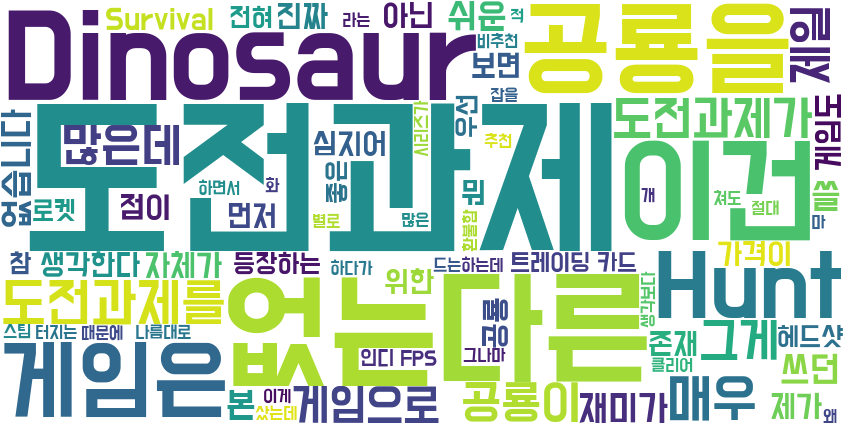 Survival 전혀 진짜 라는 아닌 쉬운 적
Dinosaur 비추천 보면 공룡을 제일
잡을
도전과제 이건
많은데 심지어 시리즈가 우선 도전과제가 게임도
없습니다 로켓 점이 하면서 화 좋은 추천 뭔 개 쳐도 쓸
먼저 별로 많은 환불함 절대 마
참 생각한다 자체가 등장하는 하다가 위한 드는하는데 트레이딩 카드 가격이
도전과제를 없는 다른 Hunt
공룡 생각보다
스팀 터지는 때문에 나름대로 존재 그게 헤드샷
인디 FPS 그나마 클리어
게임은 쓰던
본 이게 샀는데 게임으로 공룡이 재미가 매우 제가 왜